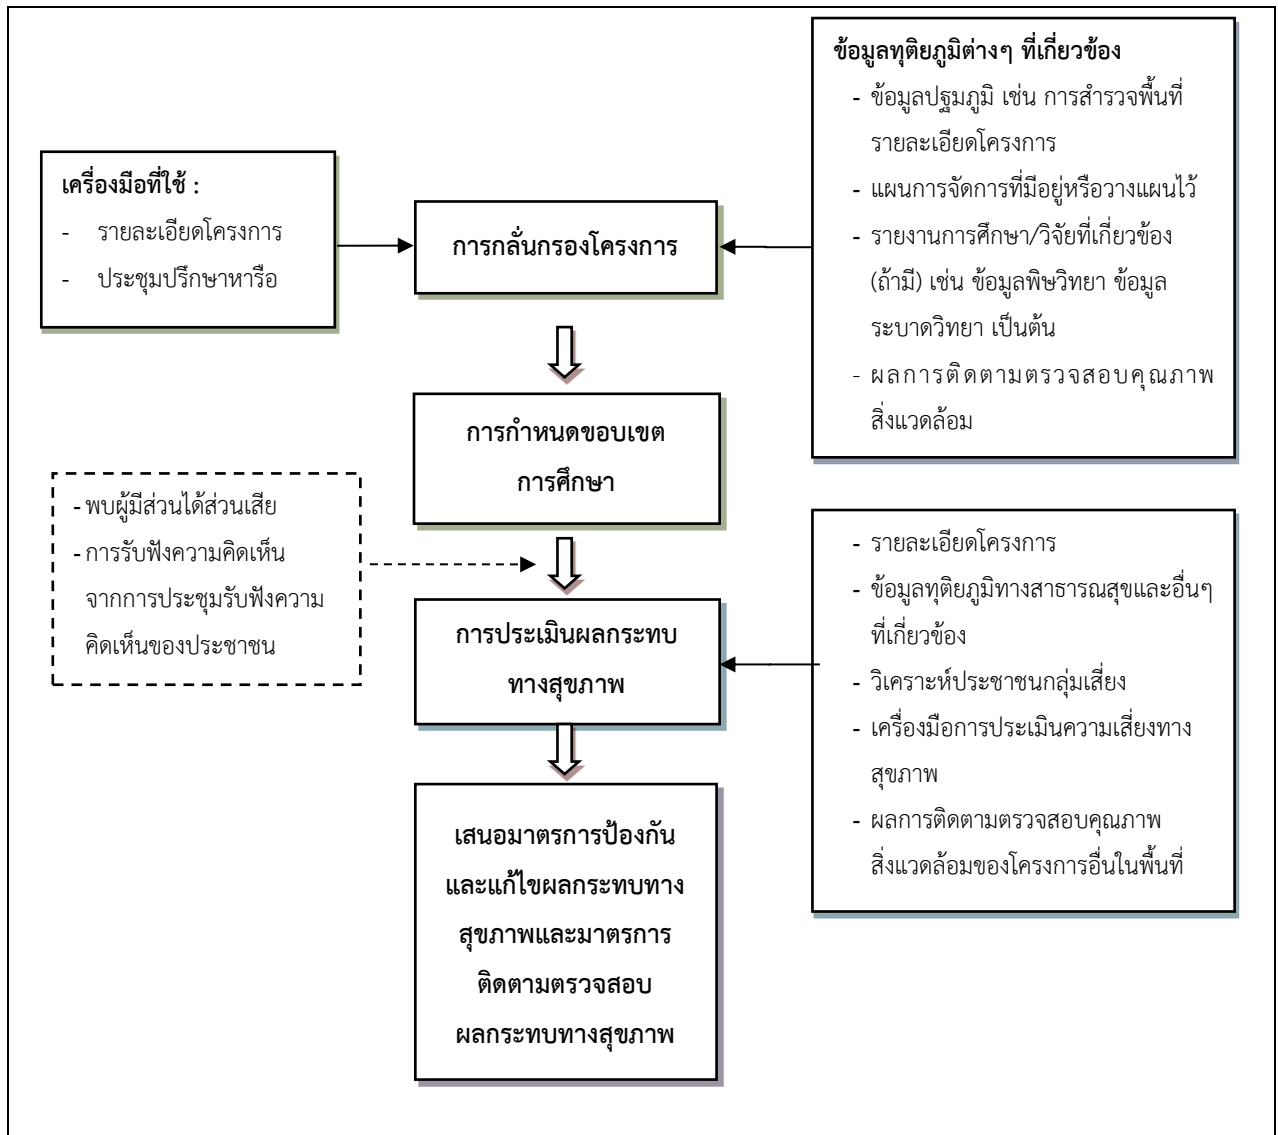 ข้อมูลทุติยภูมิต่างๆ ที่เกี่ยวข้อง
- ข้อมูลปฐมภูมิ เช่น การสำรวจพื้นที่
รายละเอียดโครงการ
- แผนการจัดการที่มีอยู่หรือวางแผนไว้
- รายงานการศึกษา/วิจัยที่เกี่ยวข้อง
(ถ้ามี) เช่น ข้อมูลพิษวิทยา ข้อมูล
ระบาดวิทยา เป็นต้น
- ผลการติดตามตรวจสอบคุณภาพ
สิ่งแวดล้อม
เครื่องมือที่ใช้ :
- รายละเอียดโครงการ
- ประชุมปรึกษาหารือ
การกลั่นกรองโครงการ
การกำหนดขอบเขต
การศึกษา
- พบผู้มีส่วนได้ส่วนเสีย
- การรับฟังความคิดเห็น
จากการประชุมรับฟังความ
คิดเห็นของประชาชน
การประเมินผลกระทบ
ทางสุขภาพ
- รายละเอียดโครงการ
- ข้อมูลทุติยภูมิทางสาธารณสุขและอื่นๆ
ที่เกี่ยวข้อง
- วิเคราะห์ประชาชนกลุ่มเสี่ยง
- เครื่องมือการประเมินความเสี่ยงทาง
สุขภาพ
- ผลการติดตามตรวจสอบคุณภาพ
สิ่งแวดล้อมของโครงการอื่นในพื้นที่
เสนอมาตรการป้องกัน
และแก้ไขผลกระทบทาง
สุขภาพและมาตรการ
ติดตามตรวจสอบ
ผลกระทบทางสุขภาพ